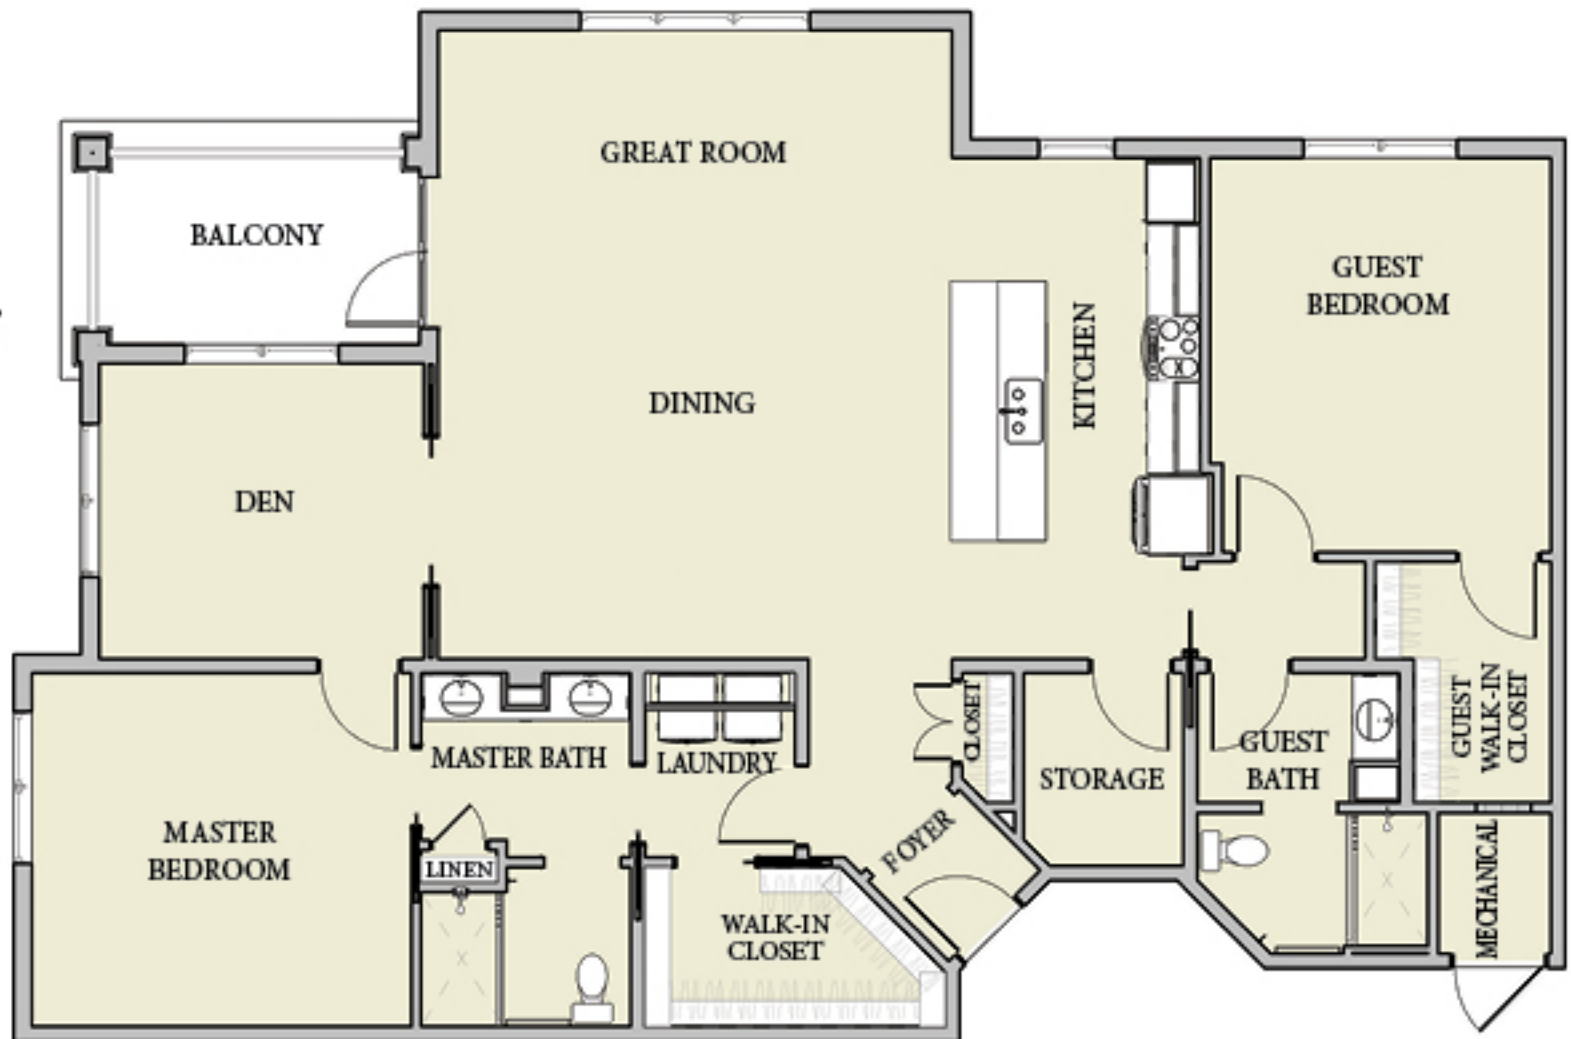 GREAT ROOM
BALCONY
GUEST
BEDROOM
KITCHEN
DINING
DEN
CLOSET
GUEST
WALK-IN
CLOSET
MASTER BATH
LAUNDRY
STORAGE
GUEST
BATH
MASTER
BEDROOM
LINEN
FOYER
MECHANICAL
WALK-IN
CLOSET